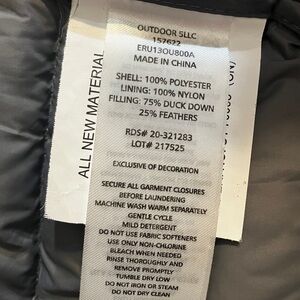 OUTDOOR 5LLC
157622
ERU13OU800A
MADE IN CHINA
SHELL: 100% POLYESTER
LINING: 100% NYLON
FILLING: 75% DUCK DOWN
25% FEATHERS
RDS# 20-321283
LOT# 217525
EXCLUSIVE OF DECORATION
SECURE ALL GARMENT CLOSURES
BEFORE LAUNDERING
MACHINE WASH WARM SEPARATELY
GENTLE CYCLE
MILD DETERGENT
DO NOT USE FABRIC SOFTENERS
USE ONLY NON-CHLORINE
BLEACH WHEN NEEDED
RINSE THOROUGHLY AND
REMOVE PROMPTLY
TUMBLE DRY LOW
DO NOT IRON OR STEAM
DO NOT DRY CLEAN
ALL NEW MATERIAL
(ON)